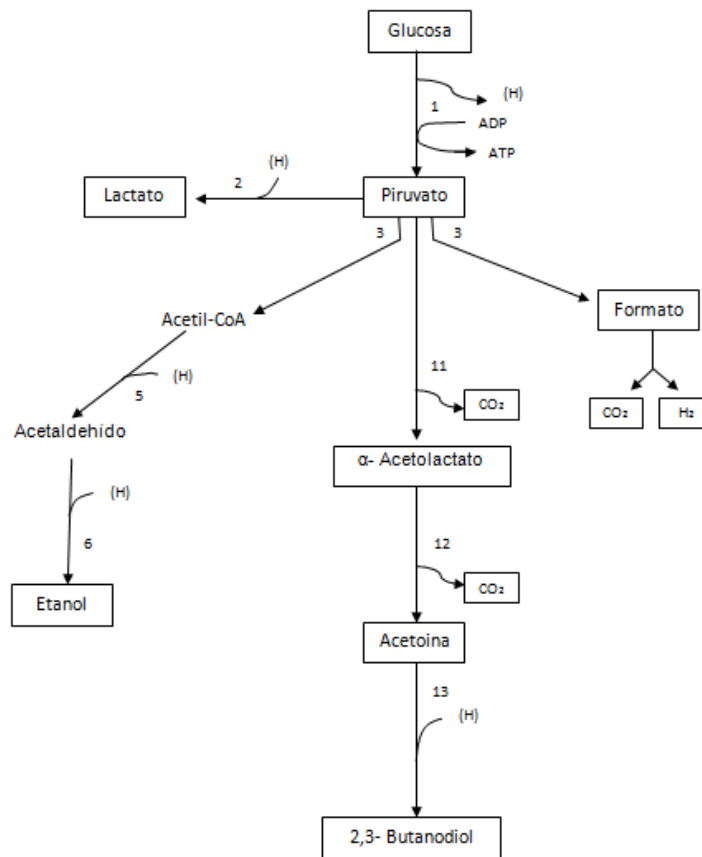 Glucosa
(H)
1
ADP
ATP
(H)
2
Lactato
Piruvato
3
3
Formato
Acetil-CoA
11
(H)
5
CO₂
CO₂
H₂
Acetaldehído
α- Acetolactato
(H)
6
12
CO₂
Etanol
Acetoina
13
(H)
2,3- Butanodiol